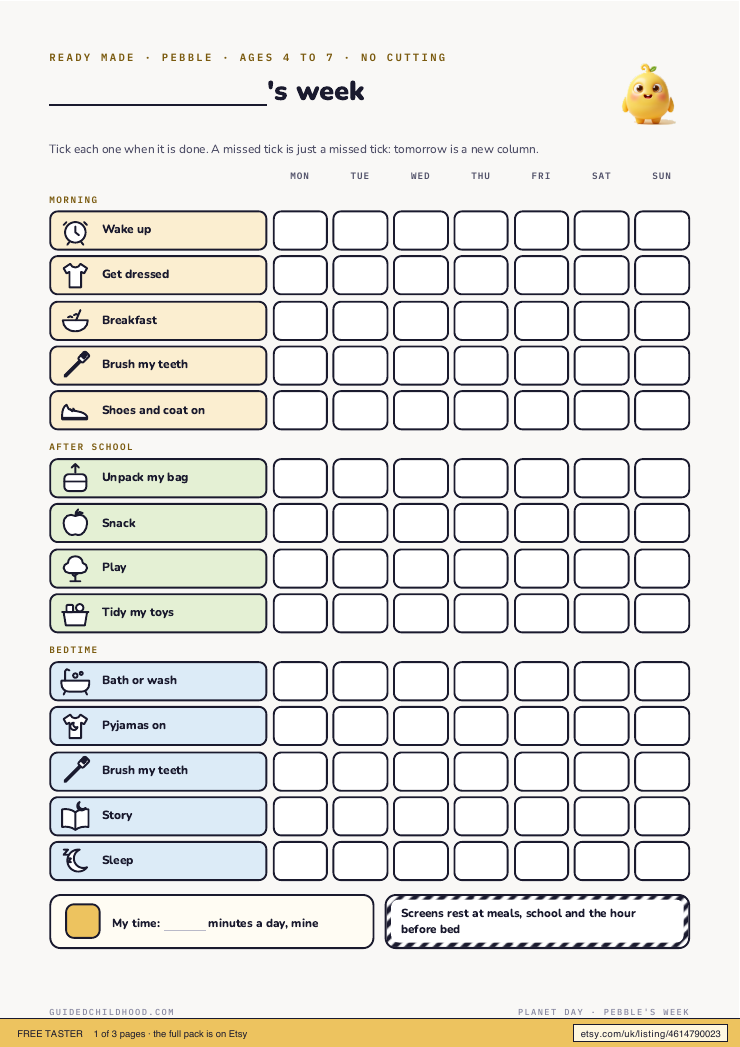 READY MADE · PEBBLE · AGES 4 TO 7 · NO CUTTING
's week
Tick each one when it is done. A missed tick is just a missed tick: tomorrow is a new column.
MON TUE WED THU FRI SAT SUN
MORNING
Wake up
Get dressed
Breakfast
Brush my teeth
Shoes and coat on
AFTER SCHOOL
Unpack my bag
Snack
Play
Tidy my toys
BEDTIME
Bath or wash
Pyjamas on
Brush my teeth
Story
Sleep
My time: ______ minutes a day, mine
Screens rest at meals, school and the hour
before bed
GUIDEDCHILDHOOD.COM
PLANET DAY · PEBBLE'S WEEK
FREE TASTER 1 of 3 pages · the full pack is on Etsy
etsy.com/uk/listing/4614790023